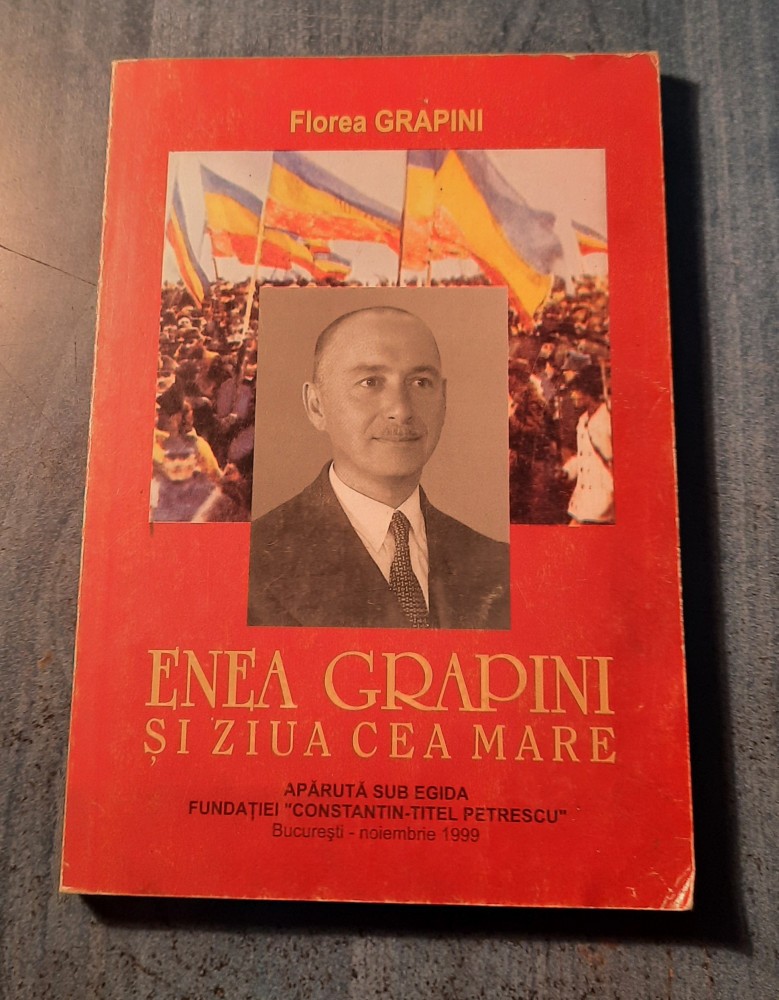 Florea GRAPINI
ENEA GRAPINI
ȘI ZIUA CEA MARE
APĂRUTĂ SUB EGIDA
FUNDAȚIEI "CONSTANTIN-TITEL PETRESCU"
București - noiembrie 1999